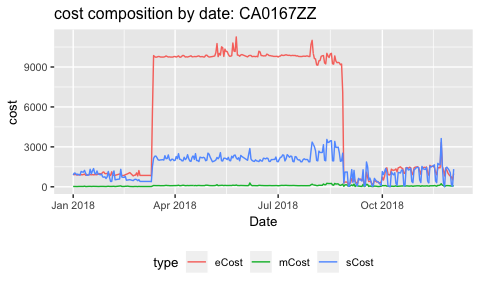 cost composition by date: CA0167ZZ
cost
9000
6000
3000
0
Jan 2018 Apr 2018 Jul 2018 Oct 2018
Date
type eCost mCost sCost